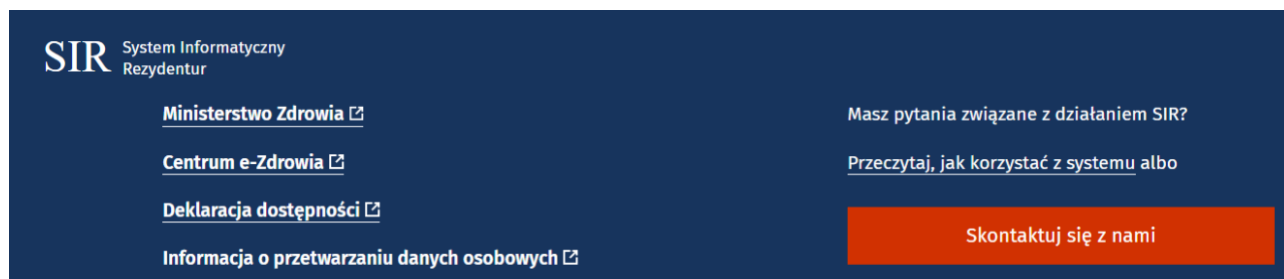 SIR
System Informatyczny
Rezydentur
Ministerstwo Zdrowia
Centrum e-Zdrowia
Deklaracja dostępności
Informacja o przetwarzaniu danych osobowych
Masz pytania związane z działaniem SIR?
Przeczytaj, jak korzystać z systemu albo
Skontaktuj się z nami